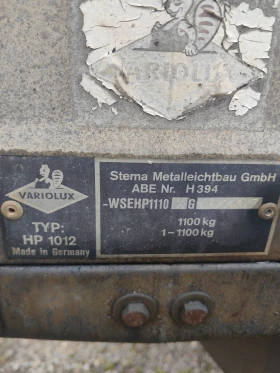 VARIOLUX
VARIOLUX
TYP:
HP 1012
Made in Germany
Stema Metalleichtbau GmbH
ABE Nr. H 394
-WSEHP1110 G
1100 kg
1-1100 kg